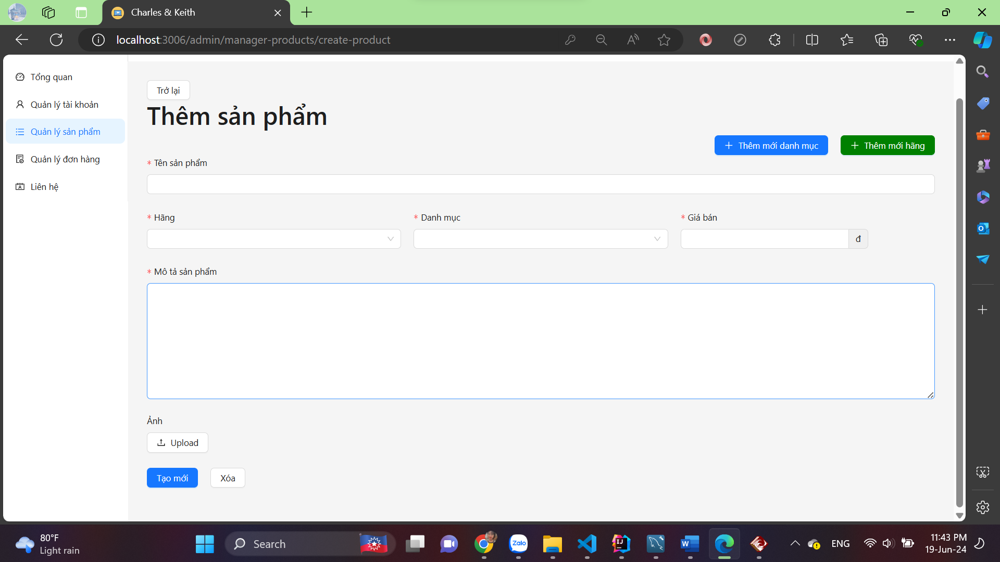 Charles & Keith
localhost:3006/admin/manager-products/create-product
Tổng quan
Quản lý tài khoản
Quản lý sản phẩm
Quản lý đơn hàng
Liên hệ
Trở lại
Thêm sản phẩm
+ Thêm mới danh mục
+ Thêm mới hãng
* Tên sản phẩm
* Hãng
* Danh mục
* Giá bán
đ
* Mô tả sản phẩm
Ảnh
Upload
Tạo mới
Xóa
80°F
Light rain
Search
Zalo
ENG
11:43 PM
19-Jun-24